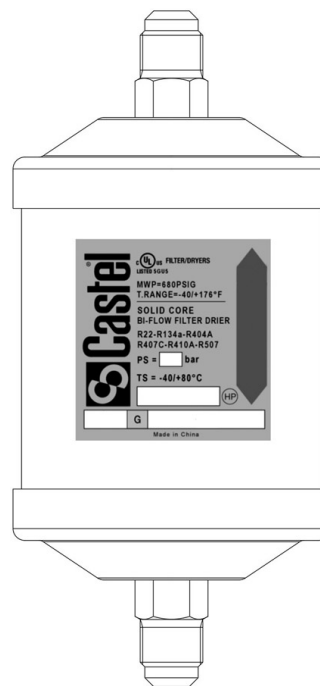 Castel
®
c UL us FILTER/DRYERS
LISTED SGUS
MWP=680PSIG
T.RANGE=-40/+176°F
SOLID CORE
BI-FLOW FILTER DRIER
R22-R134a-R404A
R407C-R410A-R507
PS = bar
TS = -40/+80°C
HP
G
Made in China